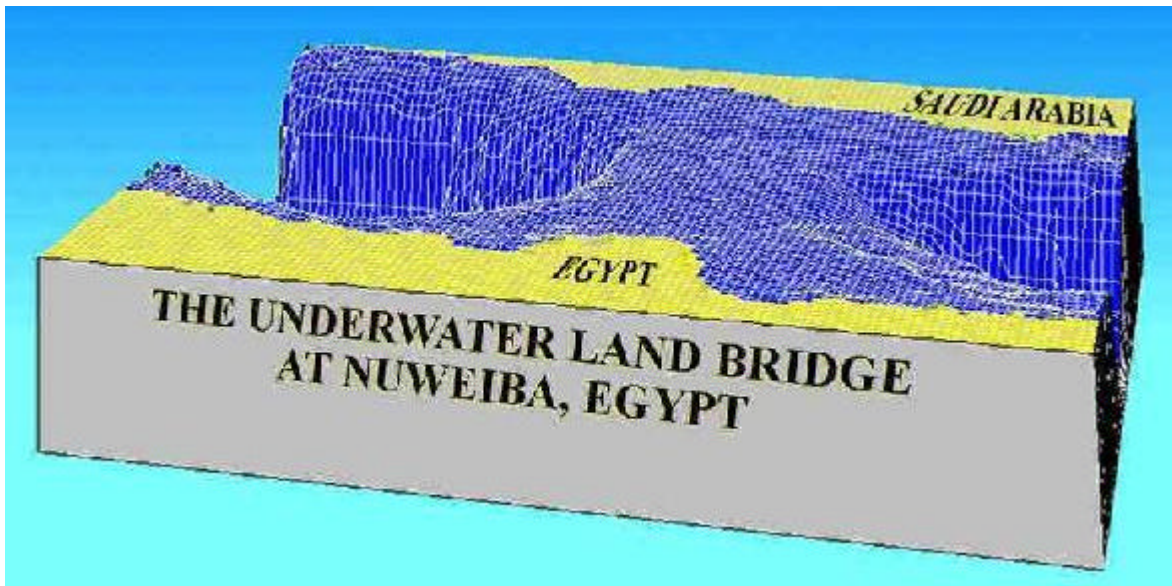 SAUDI ARABIA
EGYPT
THE UNDERWATER LAND BRIDGE
AT NUWEIBA, EGYPT